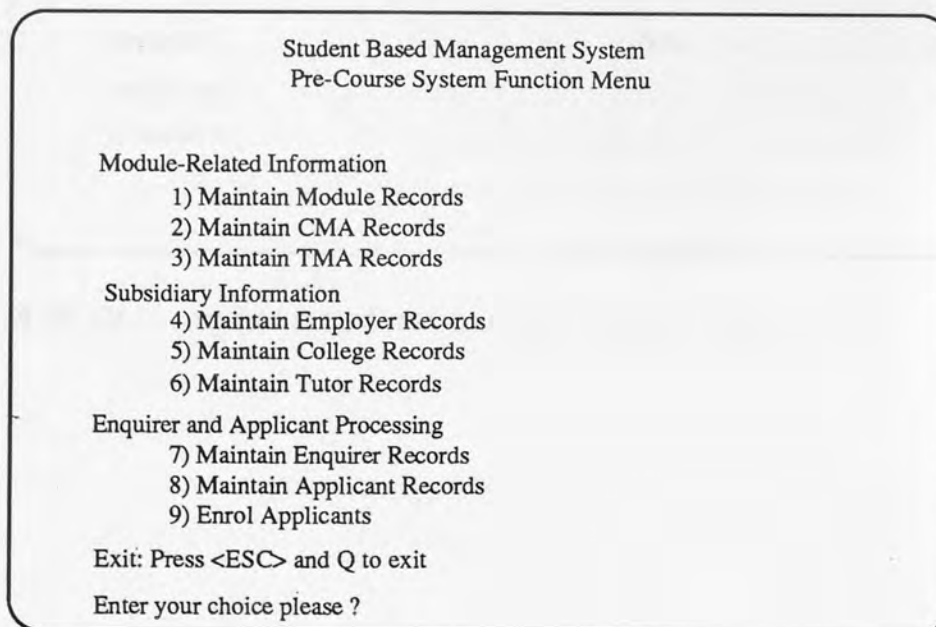 Student Based Management System
Pre-Course System Function Menu
Module-Related Information
1) Maintain Module Records
2) Maintain CMA Records
3) Maintain TMA Records
Subsidiary Information
4) Maintain Employer Records
5) Maintain College Records
6) Maintain Tutor Records
Enquirer and Applicant Processing
7) Maintain Enquirer Records
8) Maintain Applicant Records
9) Enrol Applicants
Exit: Press <ESC> and Q to exit
Enter your choice please ?